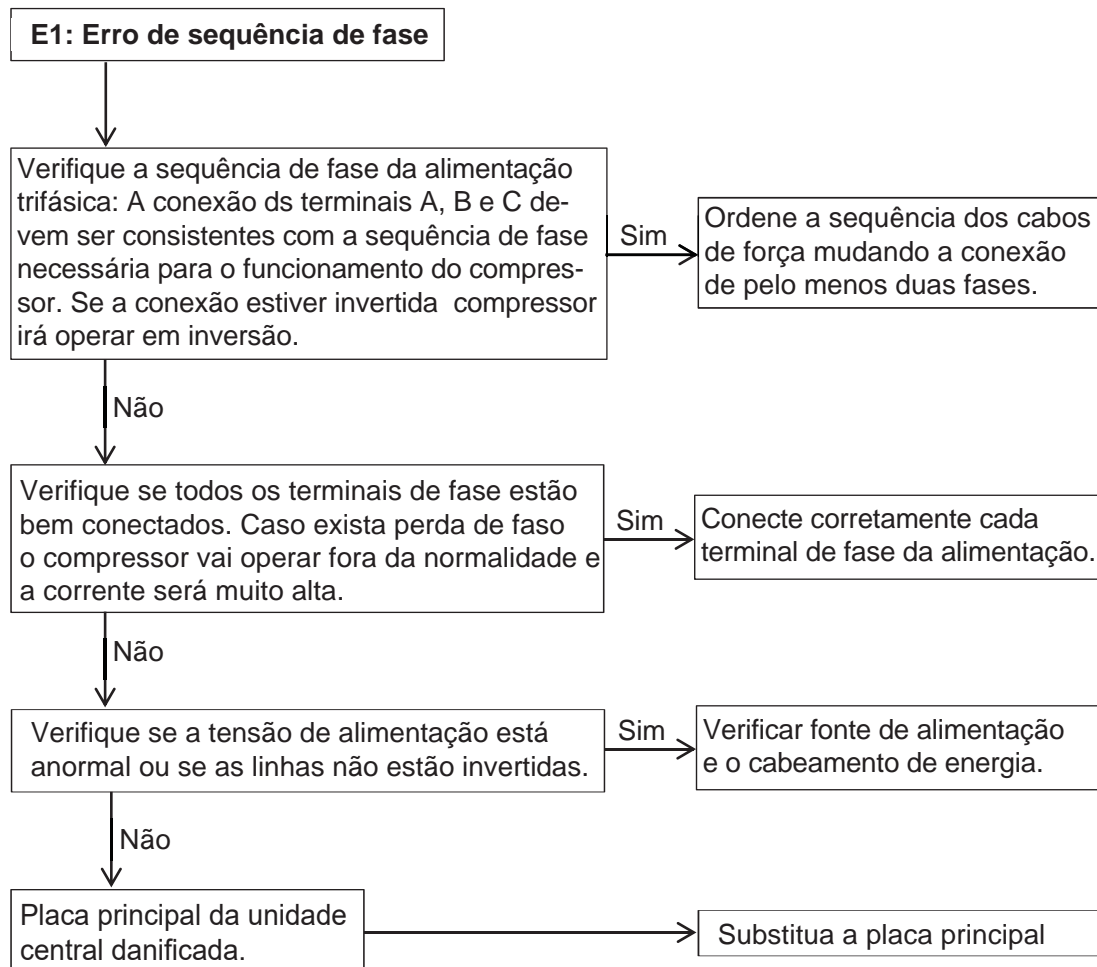 E1: Erro de sequência de fase
Verifique a sequência de fase da alimentação
trifásica: A conexão ds terminais A, B e C de-
vem ser consistentes com a sequência de fase
necessária para o funcionamento do compres-
sor. Se a conexão estiver invertida  compressor
irá operar em inversão.
Sim
Ordene a sequência dos cabos
de força mudando a conexão
de pelo menos duas fases.
Não
Verifique se todos os terminais de fase estão
bem conectados. Caso exista perda de faso
o compressor vai operar fora da normalidade e
a corrente será muito alta.
Sim
Conecte corretamente cada
terminal de fase da alimentação.
Não
Verifique se a tensão de alimentação está
anormal ou se as linhas não estão invertidas.
Sim
Verificar fonte de alimentação
e o cabeamento de energia.
Não
Placa principal da unidade
central danificada.
Substitua a placa principal